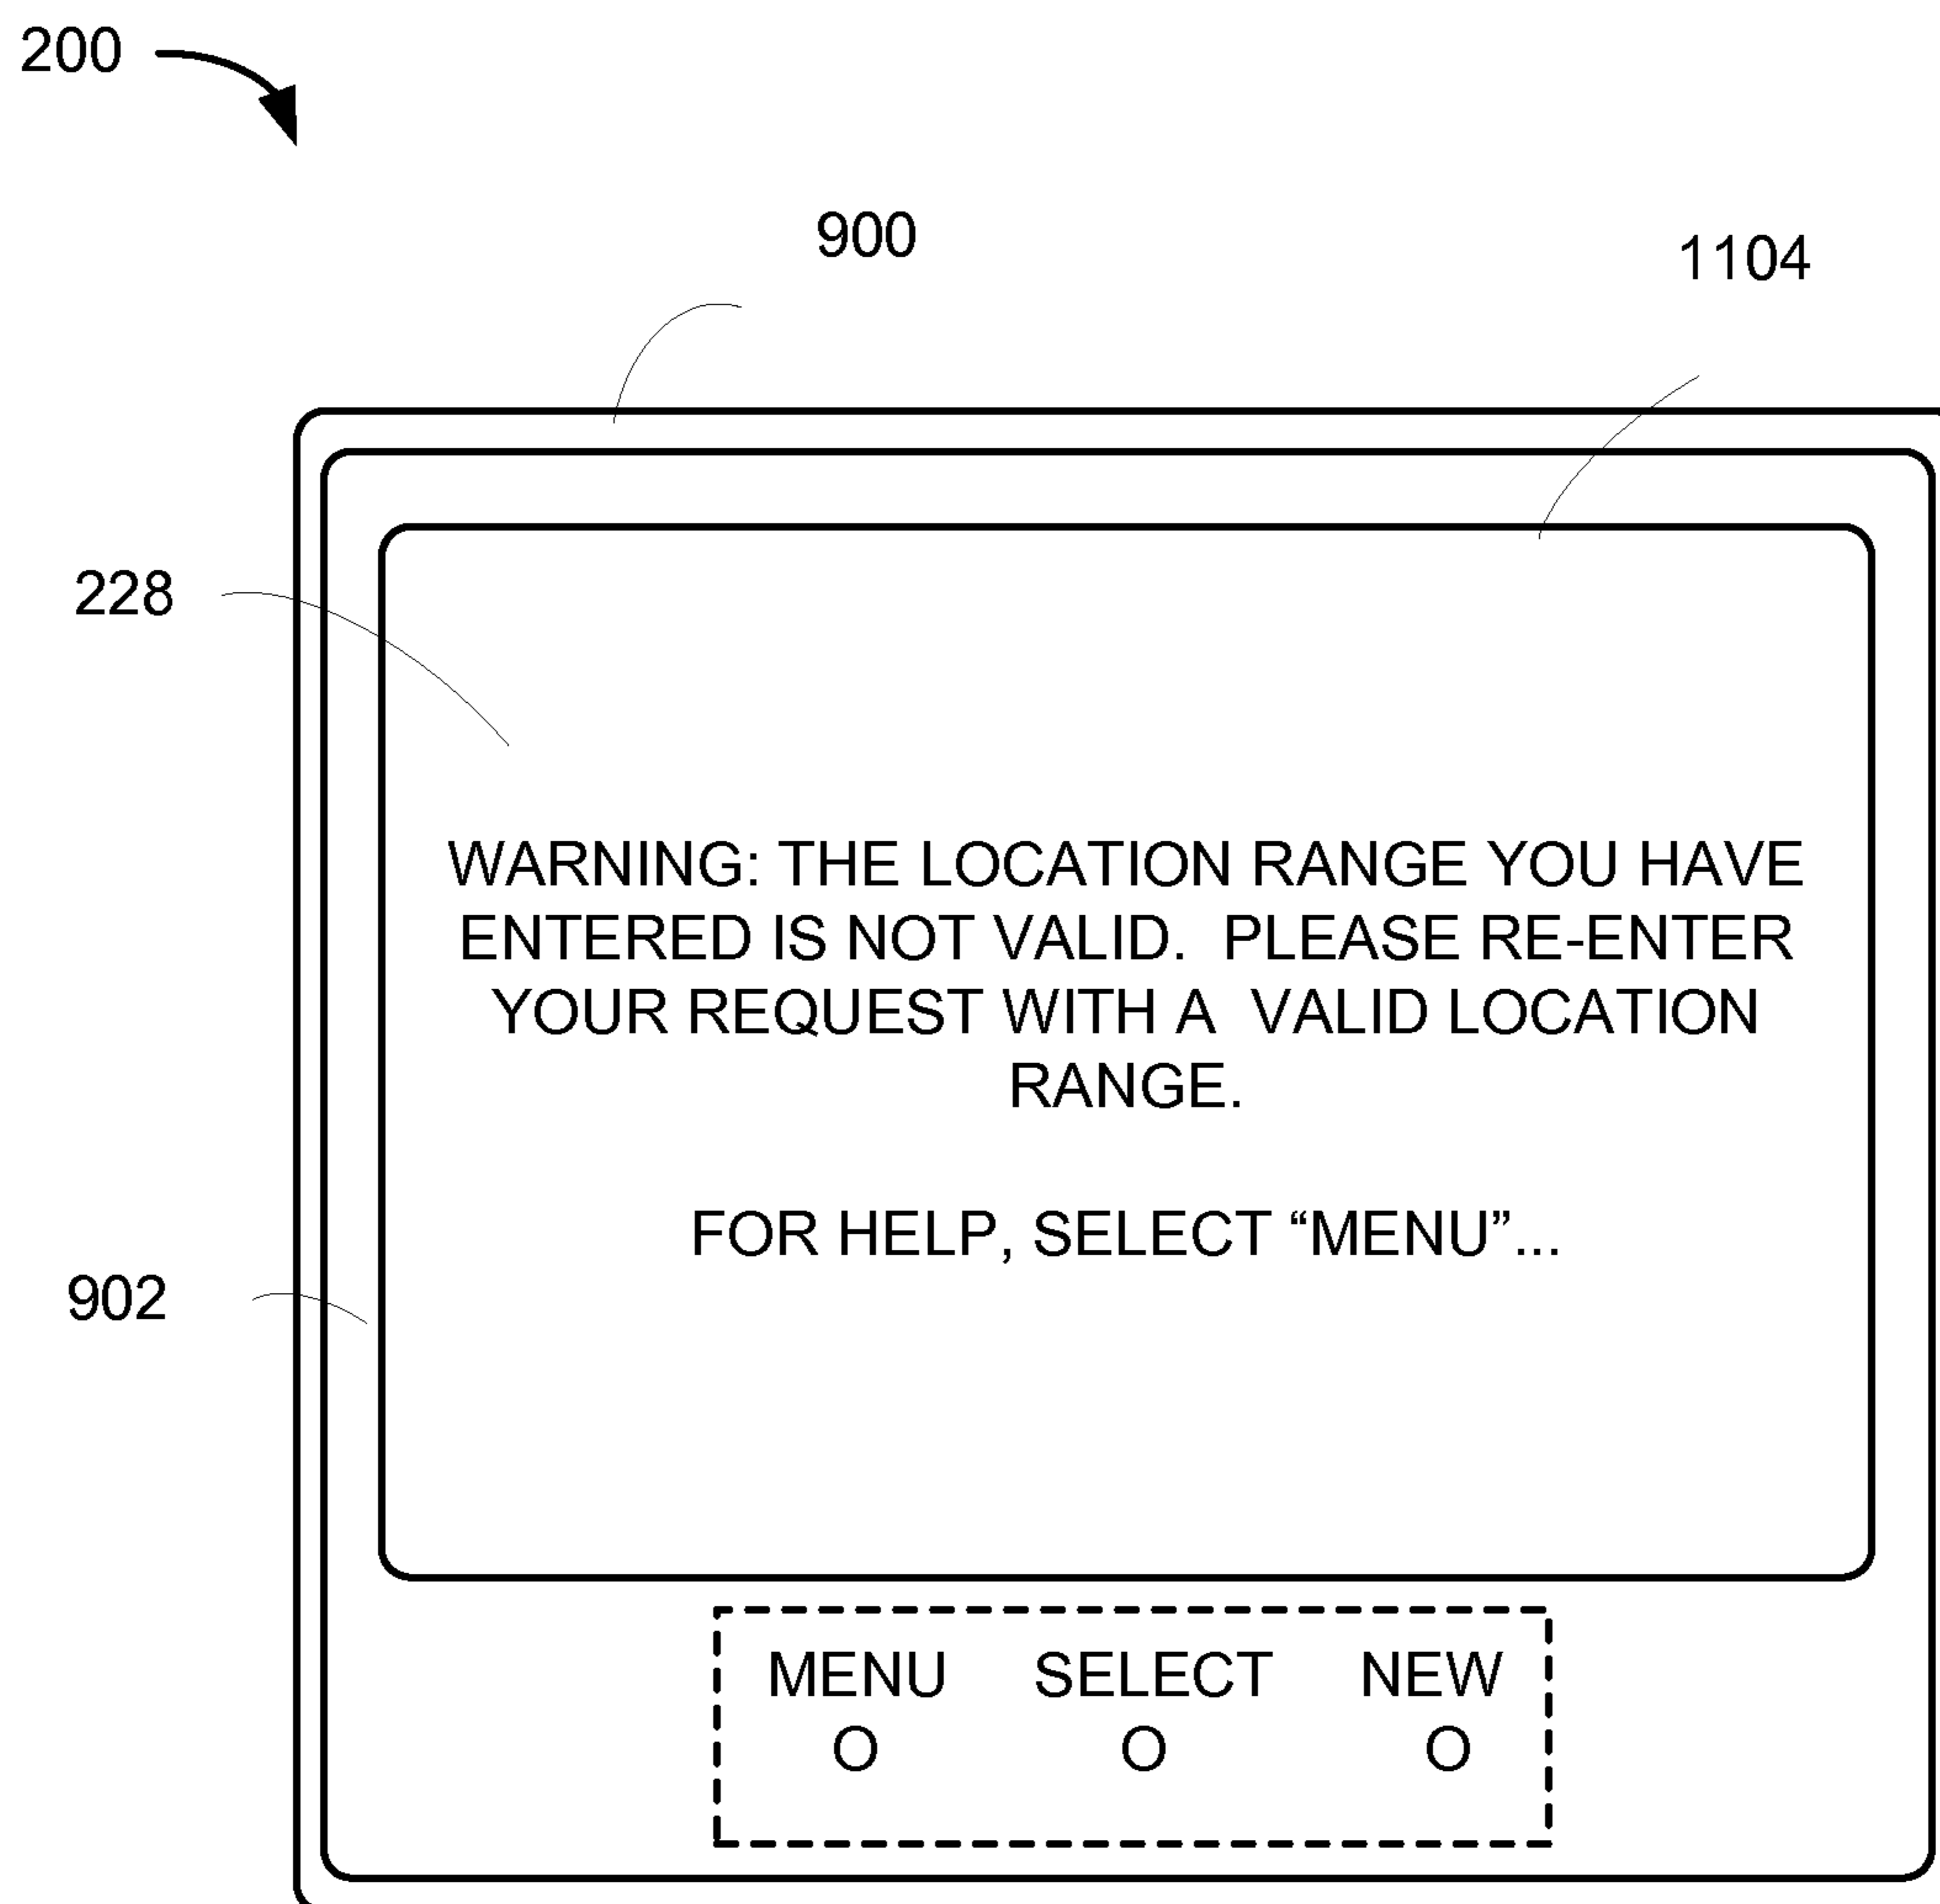 200
900
1104
228
WARNING: THE LOCATION RANGE YOU HAVE
ENTERED IS NOT VALID.  PLEASE RE-ENTER
YOUR REQUEST WITH A  VALID LOCATION
RANGE.
FOR HELP, SELECT “MENU”...
902
MENU SELECT NEW
O O O